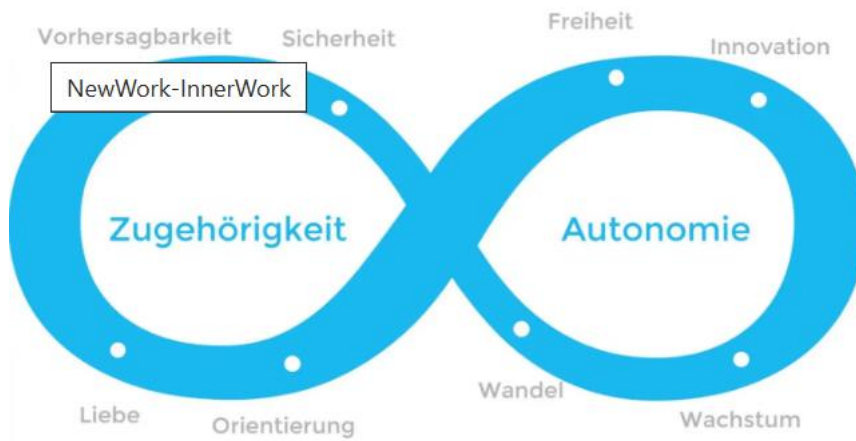 Freiheit
Vorhersagbarkeit Sicherheit
Innovation
NewWork-InnerWork
Zugehörigkeit Autonomie
Wandel
Liebe Orientierung Wachstum